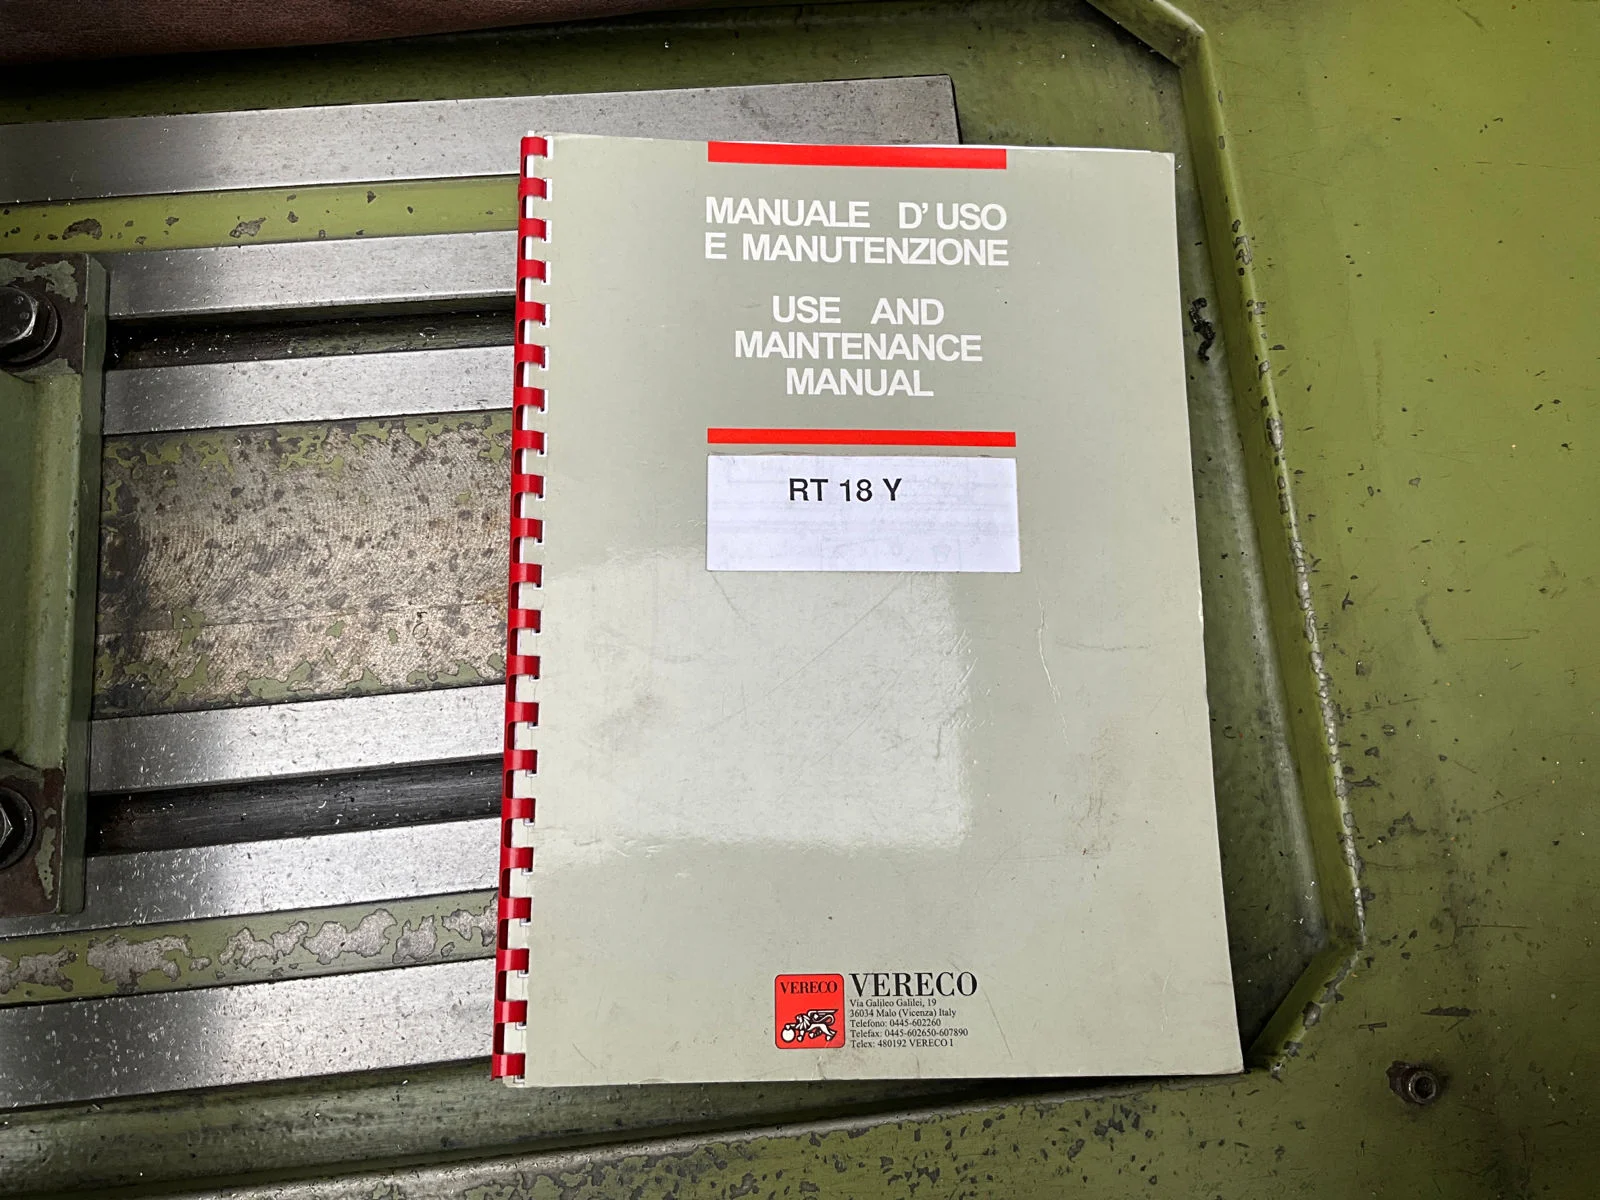 MANUALE D' USO
E MANUTENZIONE
USE AND
MAINTENANCE
MANUAL
RT 18 Y
VERECO
VERECO
Via Galileo Galilei, 19
36034 Malo (Vicenza) Italy
Telefono: 0445-602260
Telefax: 0445-602650-607890
Telex: 480192 VERECO I